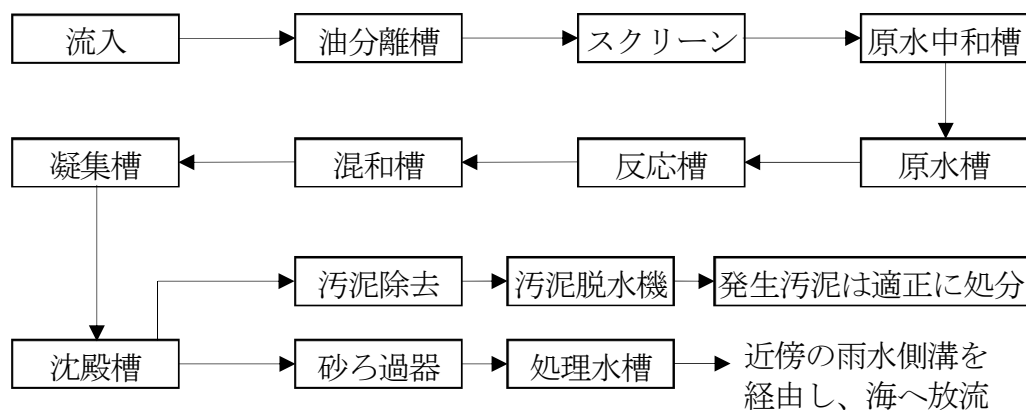 流入
油分離槽
スクリーン
原水中和槽
凝集槽
混和槽
反応槽
原水槽
汚泥除去
汚泥脱水機
発生汚泥は適正に処分
沈殿槽
砂ろ過器
処理水槽
近傍の雨水側溝を
経由し、海へ放流